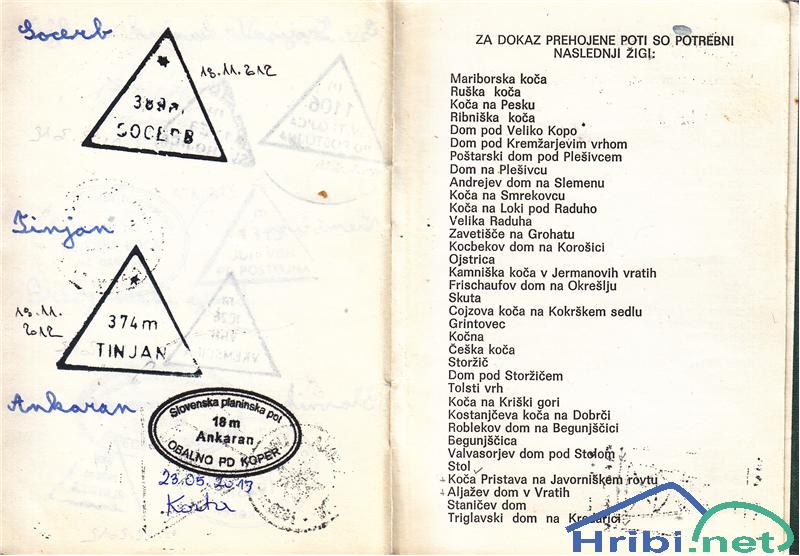 Socerb
18.11.2012
389m
SOCERB
Tinjan
18.11.
2012
374m
TINJAN
Ankaran
Slovenska planinska pot
18m
Ankaran
OBALNO PD KOPER
23.05.2013
ZA DOKAZ PREHOJENE POTI SO POTREBNI
NASLEDNJI ŽIGI:
Mariborska koča
Ruška koča
Koča na Pesku
Ribniška koča
Dom pod Veliko Kopo
Dom pod Kremžarjevim vrhom
Poštarski dom pod Plešivcem
Dom na Plešivcu
Andrejev dom na Slemenu
Koča na Smrekovcu
Koča na Loki pod Raduho
Velika Raduha
Zavetišče na Grohatu
Kocbekov dom na Korošici
Ojstrica
Kamniška koča v Jermanovih vratih
Frischaufov dom na Okrešlju
Skuta
Cojzova koča na Kokrškem sedlu
Grintovec
Kočna
Češka koča
Storžič
Dom pod Storžičem
Tolsti vrh
Koča na Kriški gori
Kostanjčeva koča na Dobrči
Roblekov dom na Begunjščici
Begunjščica
Valvasorjev dom pod Stolom
Stol
Koča Pristava na Javorniškem rovtu
Aljažev dom v Vratih
Staničev dom
Triglavski dom na Kredarici
Hribi.net